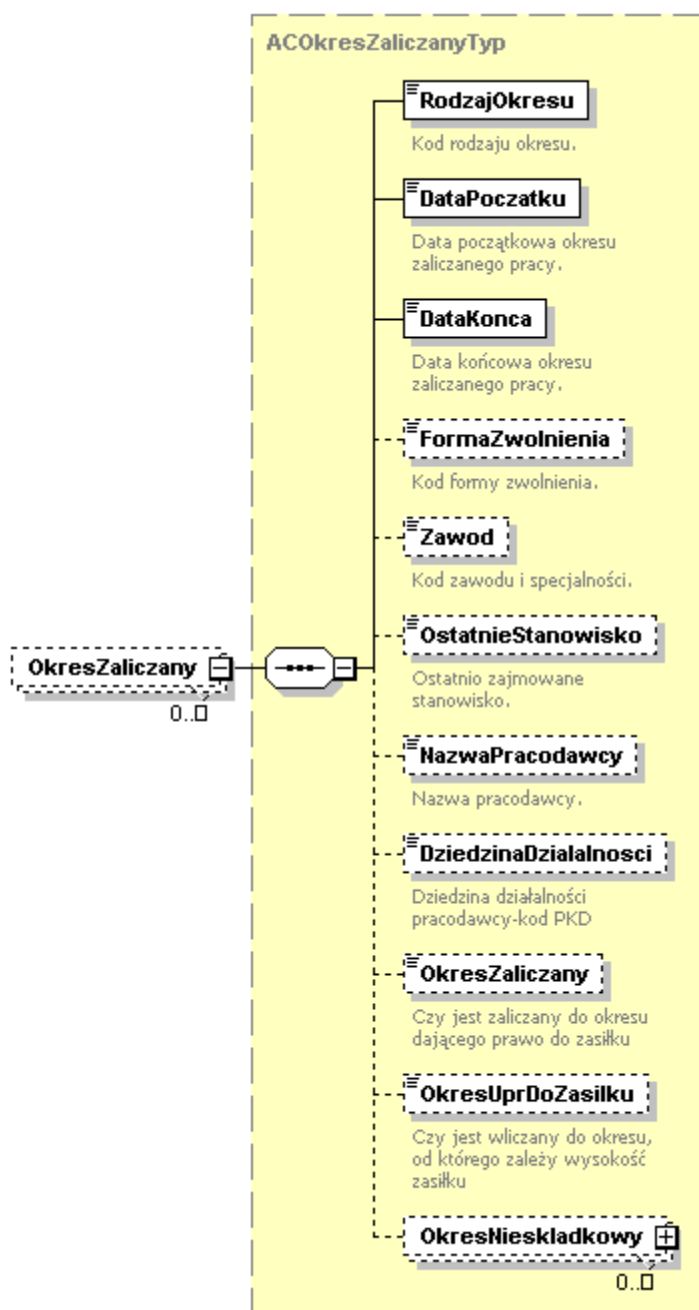 ACOkresZaliczanyTyp
RodzajOkresu
Kod rodzaju okresu.
DataPoczatku
Data początkowa okresu
zaliczanego pracy.
DataKonca
Data końcowa okresu
zaliczanego pracy.
FormaZwolnienia
Kod formy zwolnienia.
Zawod
Kod zawodu i specjalności.
OstatnieStanowisko
Ostatnio zajmowane
stanowisko.
OkresZaliczany
0..▯
NazwaPracodawcy
Nazwa pracodawcy.
DziedzinaDzialalnosci
Dziedzina działalności
pracodawcy-kod PKD
OkresZaliczany
Czy jest zaliczany do okresu
dającego prawo do zasiłku
OkresUprDoZasilku
Czy jest wliczany do okresu,
od którego zależy wysokość
zasiłku
OkresNieskladkowy
0..▯